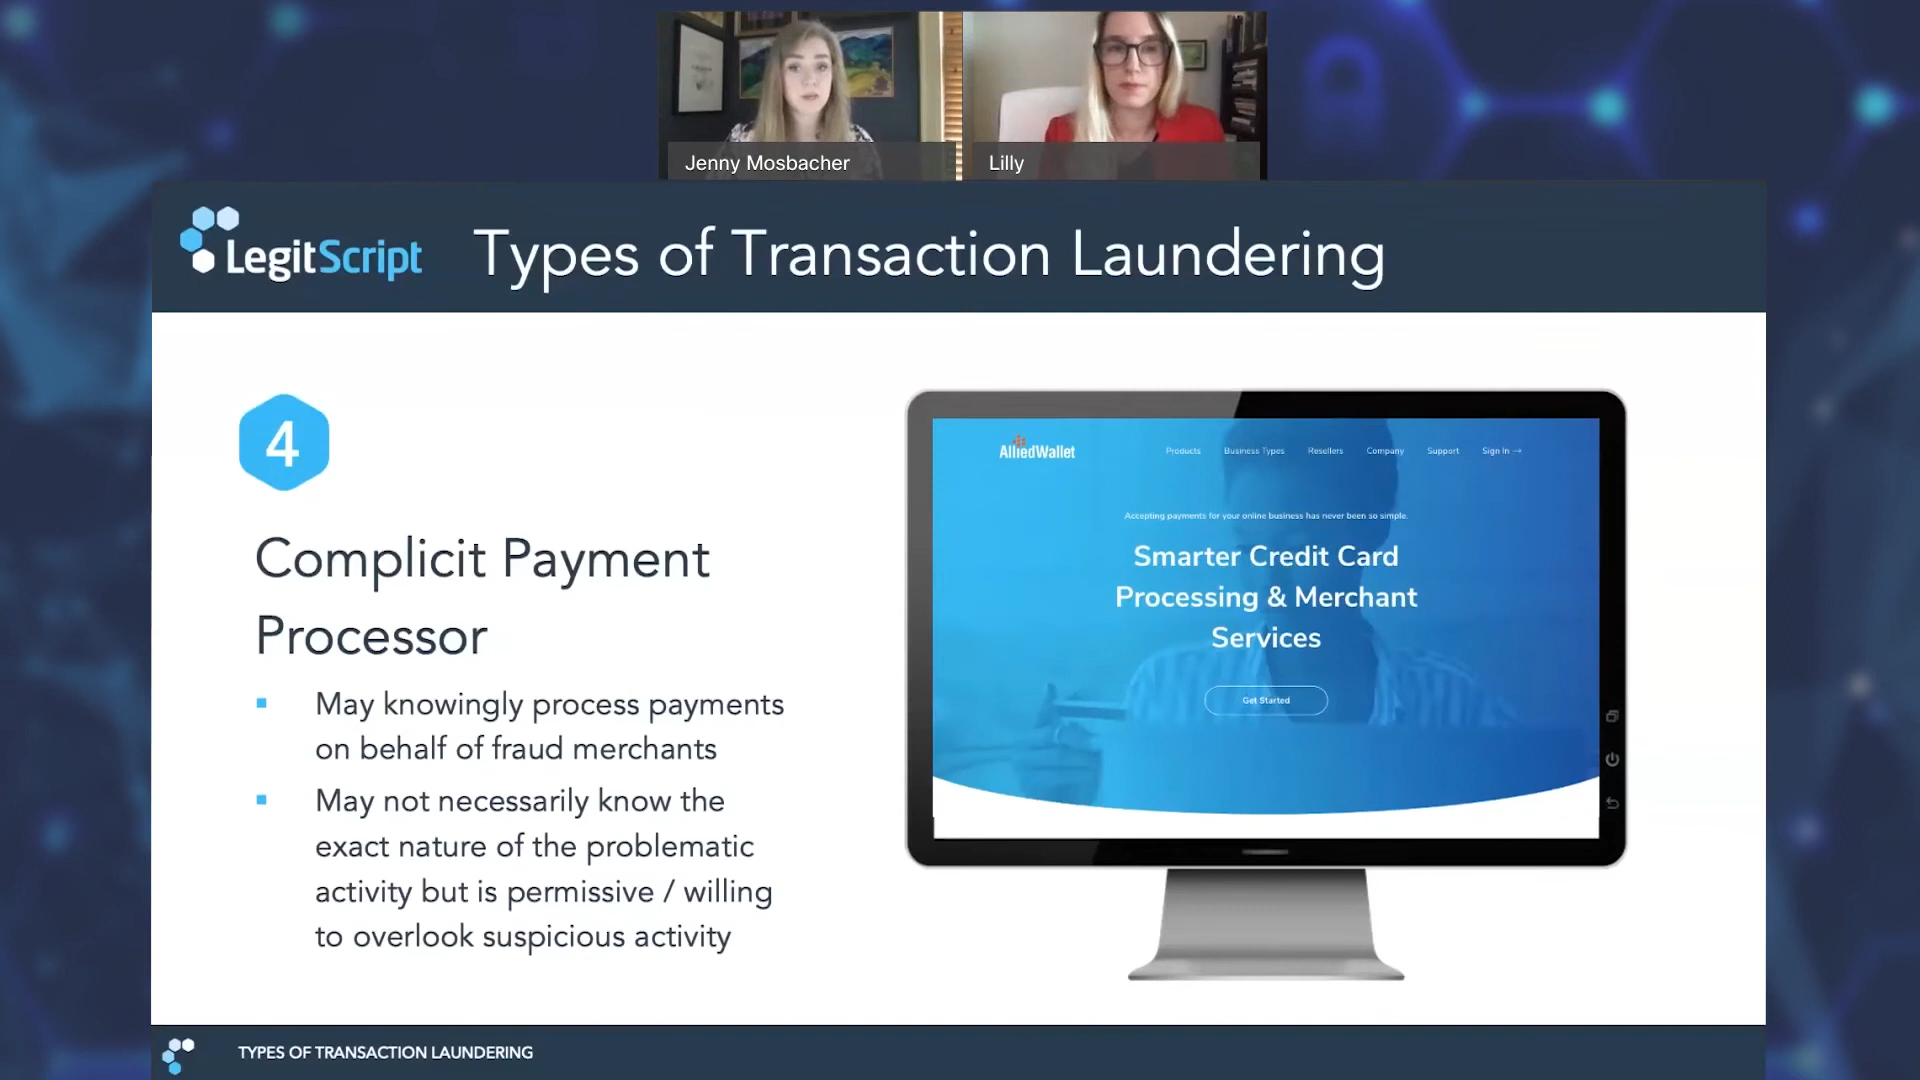 Jenny Mosbacher
Lilly
LegitScript
Types of Transaction Laundering
4
Complicit Payment
Processor
May knowingly process payments
on behalf of fraud merchants
May not necessarily know the
exact nature of the problematic
activity but is permissive / willing
to overlook suspicious activity
AlliedWallet
Products Business Types Resellers Company Support Sign In →
Accepting payments for your online business has never been so simple.
Smarter Credit Card
Processing & Merchant
Services
Get Started
TYPES OF TRANSACTION LAUNDERING